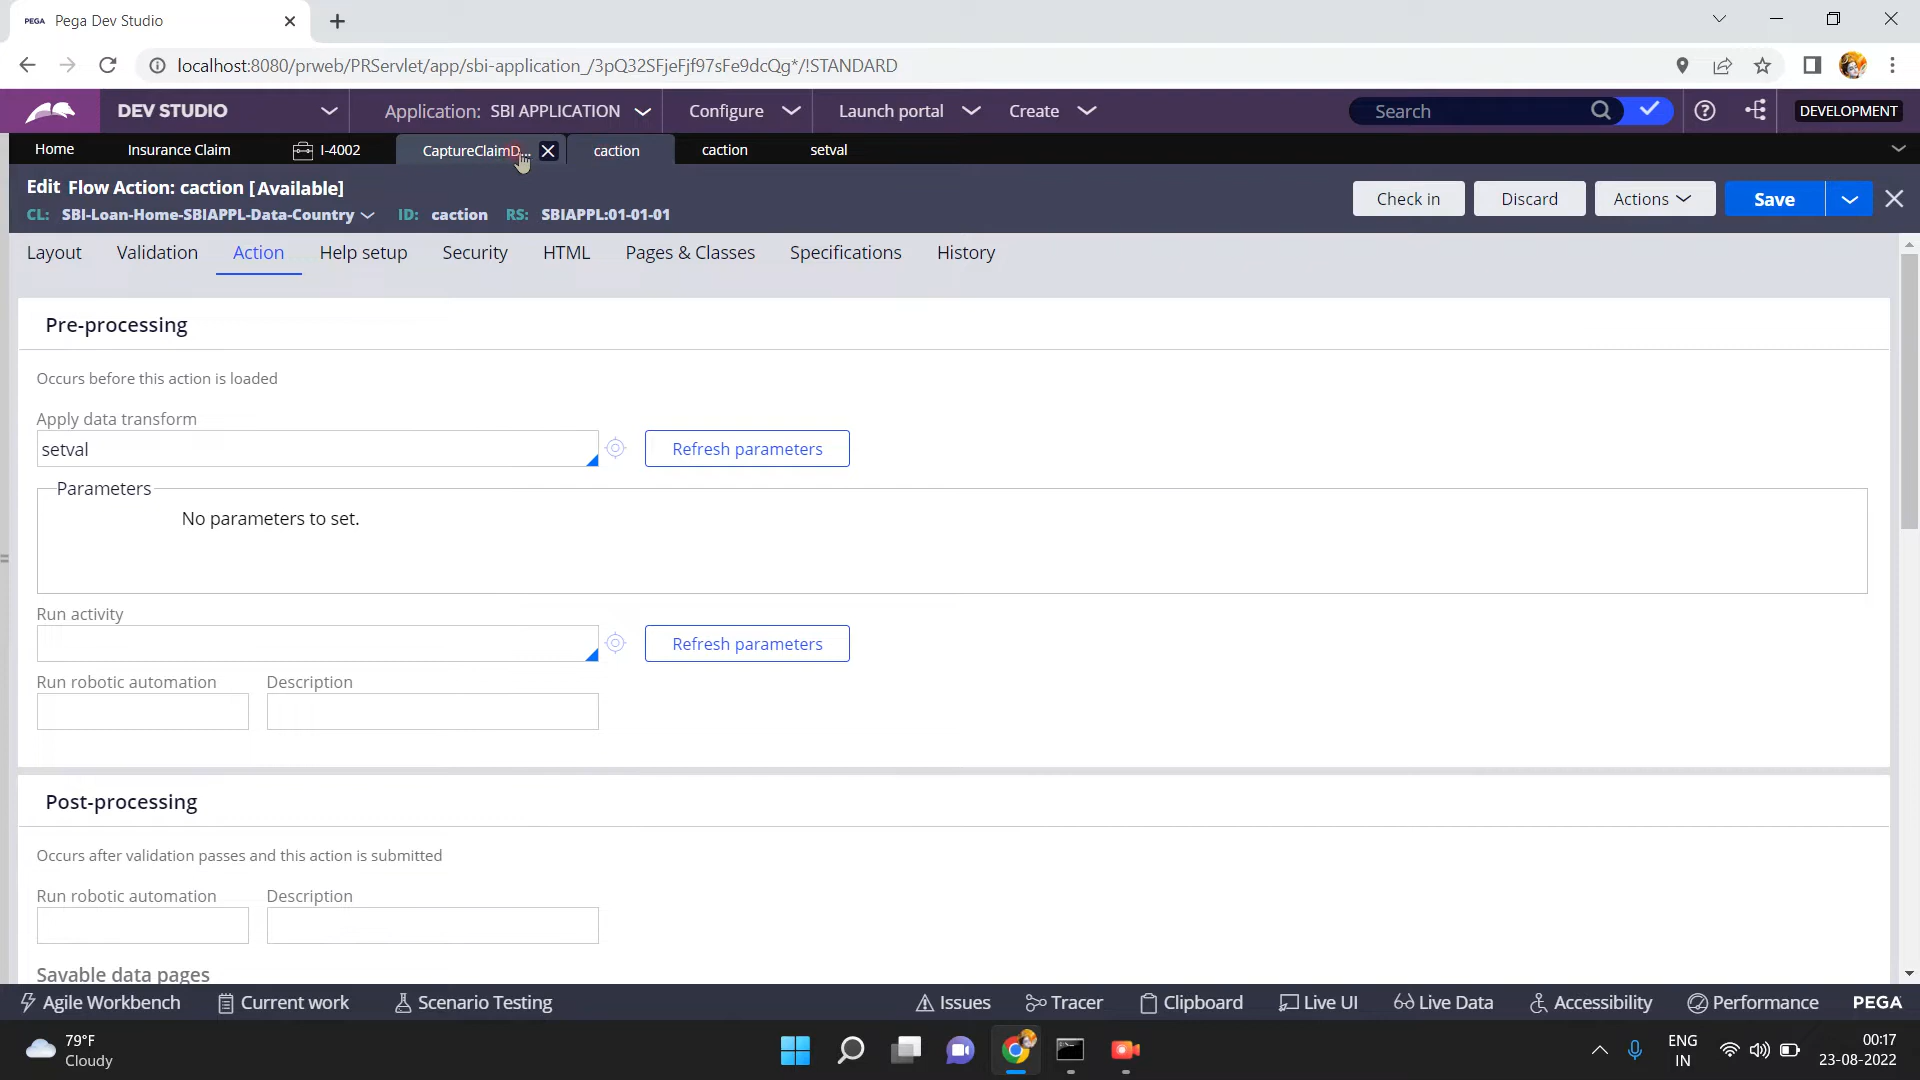 PEGA Pega Dev Studio
localhost:8080/prweb/PRServlet/app/sbi-application_/3pQ32SFjeFjf97sFe9dcQg*/!STANDARD
DEV STUDIO Application: SBI APPLICATION Configure Launch portal Create Search DEVELOPMENT
Home Insurance Claim I-4002 CaptureClaimD... caction caction setval
Edit Flow Action: caction [Available]
CL: SBI-Loan-Home-SBIAPPL-Data-Country ID: caction RS: SBIAPPL:01-01-01
Check in Discard Actions Save
Layout Validation Action Help setup Security HTML Pages & Classes Specifications History
Pre-processing
Occurs before this action is loaded
Apply data transform
setval Refresh parameters
Parameters
No parameters to set.
Run activity
Refresh parameters
Run robotic automation Description
Post-processing
Occurs after validation passes and this action is submitted
Run robotic automation Description
Savable data pages
Agile Workbench Current work Scenario Testing Issues Tracer Clipboard Live UI Live Data Accessibility Performance PEGA
79°F
Cloudy
ENG
IN
00:17
23-08-2022